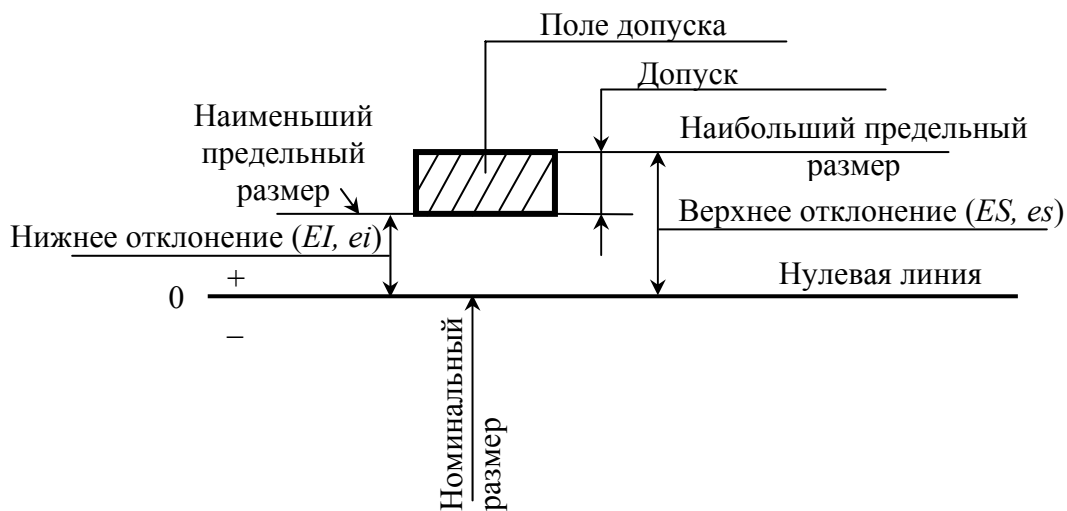 Поле допуска
Допуск
Наименьший
предельный
размер
Наибольший предельный
размер
Верхнее отклонение (ES, es)
Нижнее отклонение (EI, ei)
+
0
–
Нулевая линия
Номинальный
размер